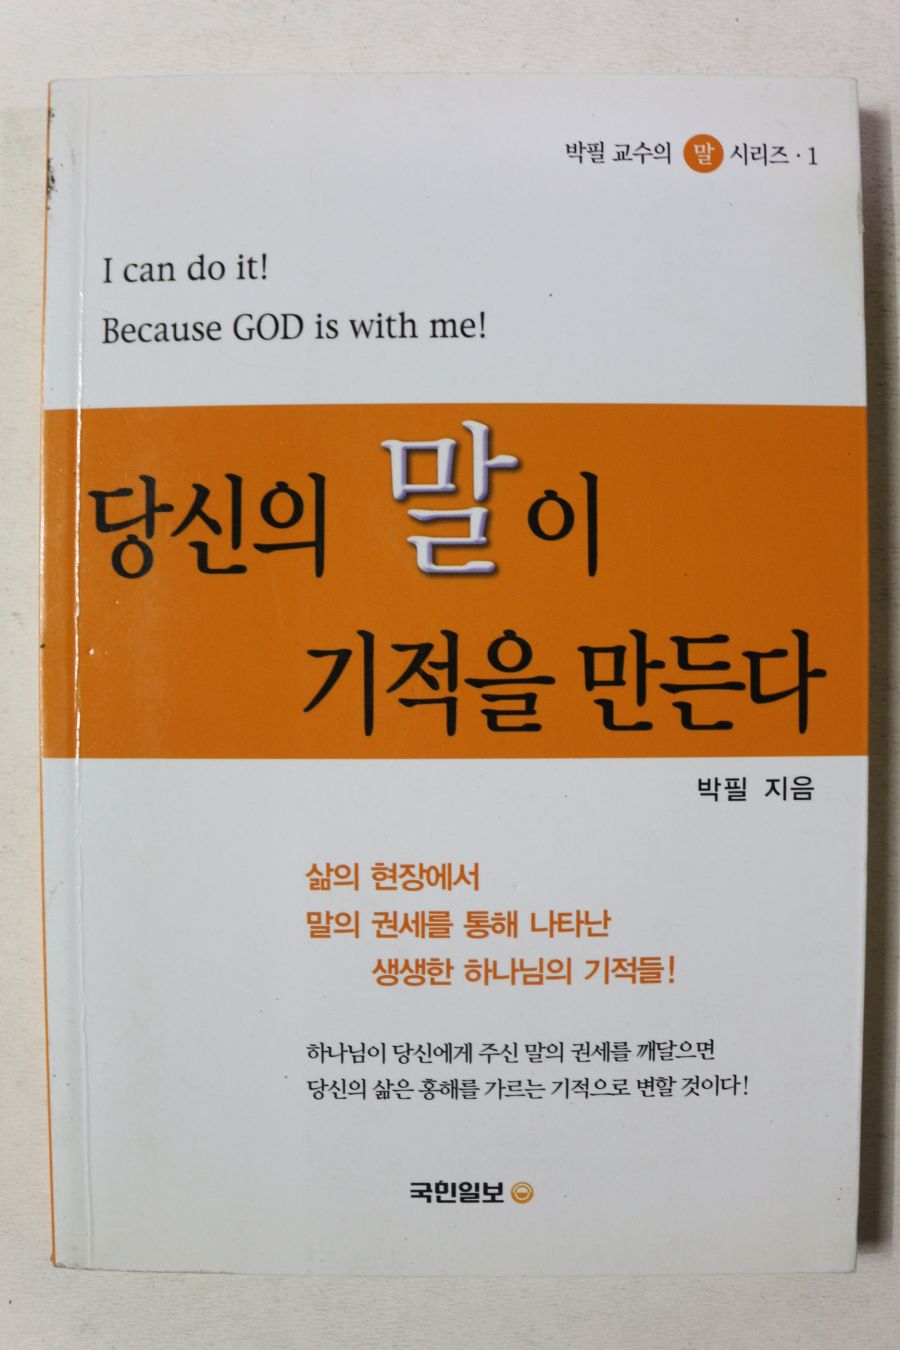 박필 교수의 말 시리즈 · 1
I can do it!
Because GOD is with me!
당신의 말이
기적을 만든다
박필 지음
삶의 현장에서
말의 권세를 통해 나타난
생생한 하나님의 기적들!
하나님이 당신에게 주신 말의 권세를 깨달으면
당신의 삶은 홍해를 가르는 기적으로 변할 것이다!
국민일보